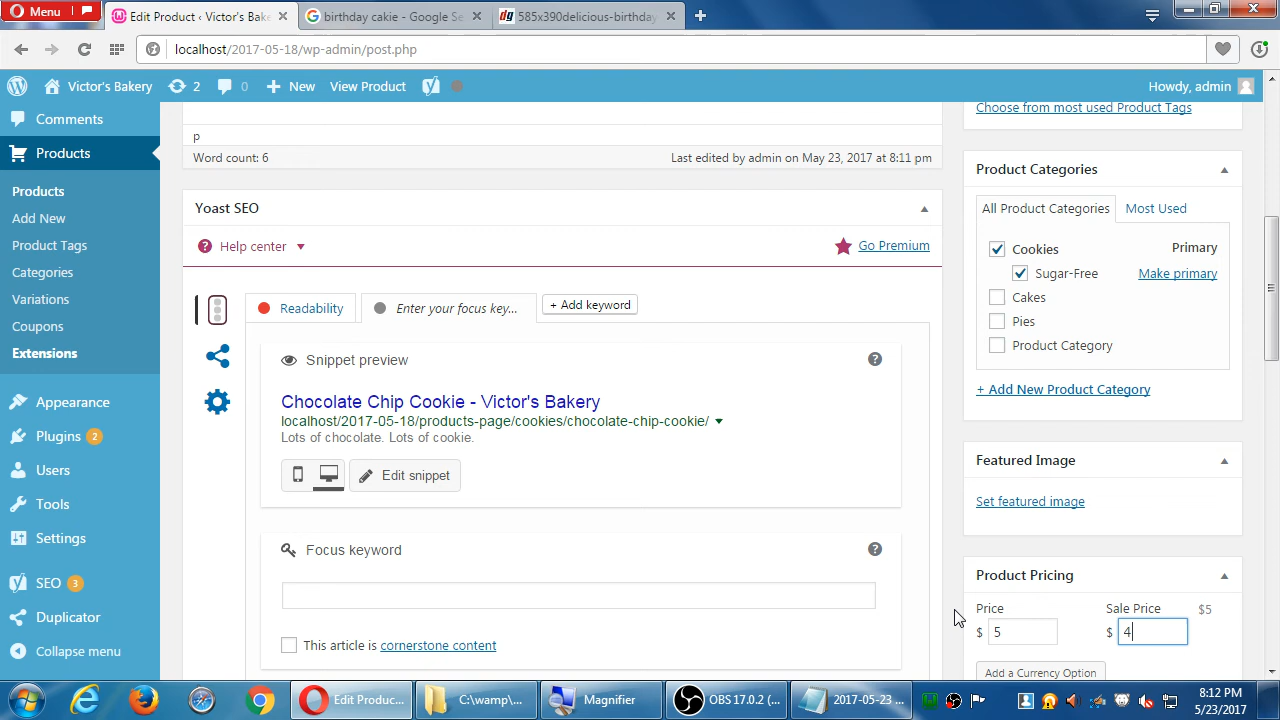 Menu
Edit Product ‹ Victor's Bake
birthday cakie - Google Se
dg 585x390delicious-birthday
localhost/2017-05-18/wp-admin/post.php
Victor's Bakery
2
0
New
View Product
Howdy, admin
Comments
Products
Products
Add New
Product Tags
Categories
Variations
Coupons
Extensions
Appearance
Plugins 2
Users
Tools
Settings
SEO 3
Duplicator
Collapse menu
p
Word count: 6
Last edited by admin on May 23, 2017 at 8:11 pm
Yoast SEO
? Help center
Go Premium
Readability
Enter your focus key...
+ Add keyword
Snippet preview
?
Chocolate Chip Cookie - Victor's Bakery
localhost/2017-05-18/products-page/cookies/chocolate-chip-cookie/
Lots of chocolate. Lots of cookie.
Edit snippet
Focus keyword
?
This article is cornerstone content
Choose from most used Product Tags
Product Categories
All Product Categories
Most Used
Cookies
Primary
Sugar-Free
Make primary
Cakes
Pies
Product Category
+ Add New Product Category
Featured Image
Set featured image
Product Pricing
Price
Sale Price
$5
$ 5
$ 4
Add a Currency Option
Edit Produc...
C:\wamp\...
Magnifier
OBS 17.0.2 (...
2017-05-23 ...
8:12 PM
5/23/2017